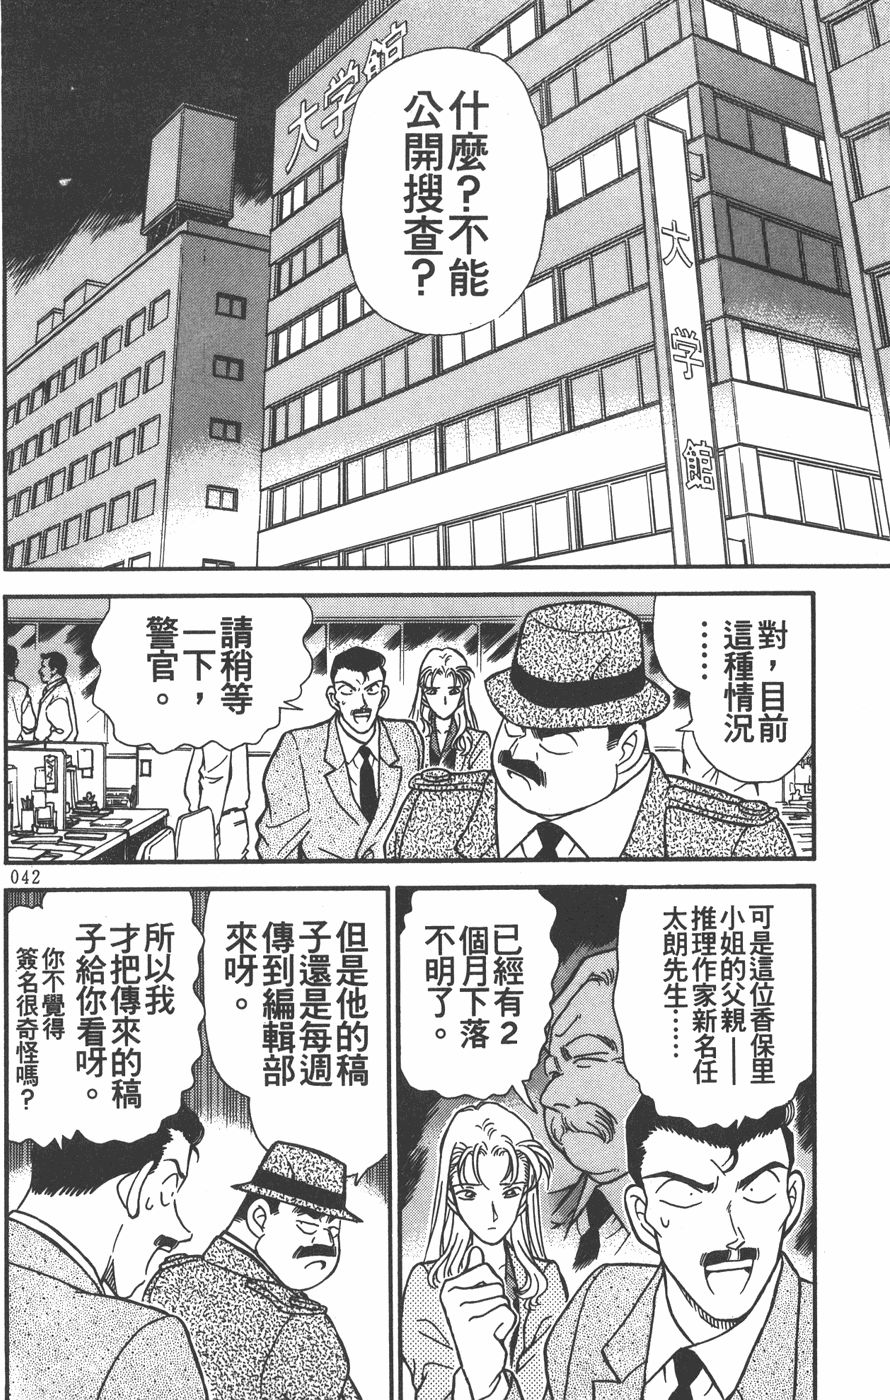 什麼？不能
公開搜查？
大学館
大学館
對，目前
這種情況
……
請稍等
一下，
警官。
042
可是這位香保里
小姐的父親——
推理作家新名任
太朗先生……
已經有2
個月下落
不明了。
但是他的稿
子還是每週
傳到編輯部
來呀。
所以我
才把傳來的稿
子給你看呀。
你不覺得
簽名很奇怪嗎？